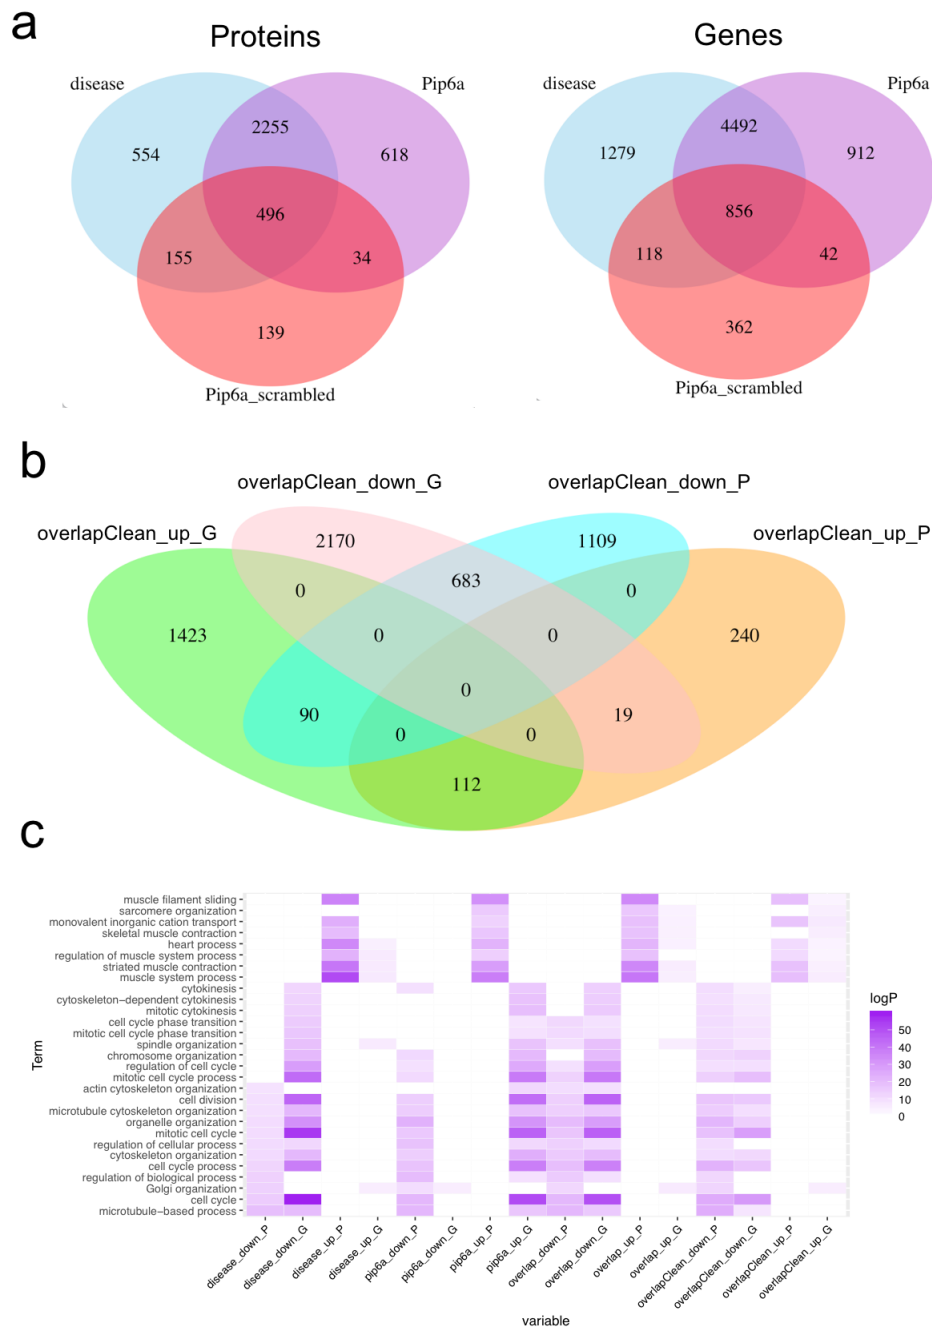 a
Proteins
Genes
disease
Pip6a
disease
Pip6a
554
2255
618
1279
4492
912
496
856
155
34
118
42
139
362
Pip6a_scrambled
Pip6a_scrambled
b
overlapClean_down_G
overlapClean_down_P
overlapClean_up_G
overlapClean_up_P
2170
1109
683
0
0
1423
0
0
240
0
90
19
0
0
112
c
muscle filament sliding
sarcomere organization
monovalent inorganic cation transport
skeletal muscle contraction
heart process
regulation of muscle system process
striated muscle contraction
muscle system process
cytokinesis
cytoskeleton−dependent cytokinesis
mitotic cytokinesis
cell cycle phase transition
mitotic cell cycle phase transition
spindle organization
chromosome organization
regulation of cell cycle
mitotic cell cycle process
actin cytoskeleton organization
cell division
microtubule cytoskeleton organization
organelle organization
mitotic cell cycle
regulation of cellular process
cytoskeleton organization
cell cycle process
regulation of biological process
Golgi organization
cell cycle
microtubule−based process
Term
logP
50
40
30
20
10
0
disease_down_P
disease_down_G
disease_up_P
disease_up_G
pip6a_down_P
pip6a_down_G
pip6a_up_P
pip6a_up_G
overlap_down_P
overlap_down_G
overlap_up_P
overlap_up_G
overlapClean_down_P
overlapClean_down_G
overlapClean_up_P
overlapClean_up_G
variable